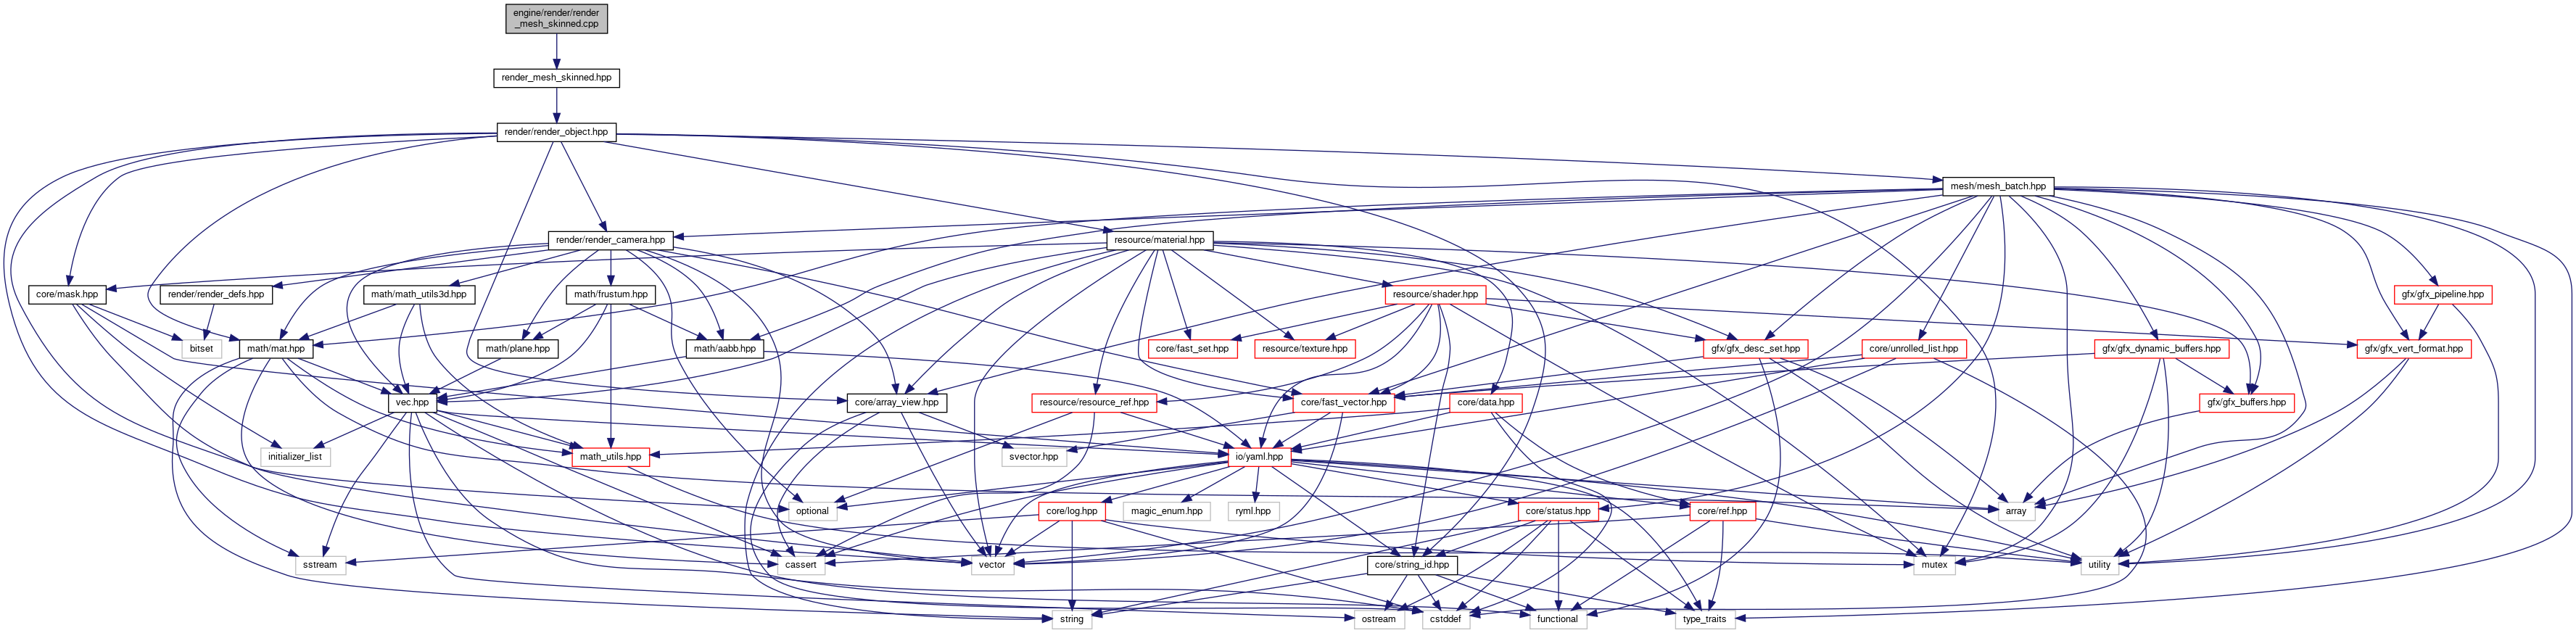 engine/render/render
_mesh_skinned.cpp
render_mesh_skinned.hpp
render/render_object.hpp
mesh/mesh_batch.hpp
render/render_camera.hpp
resource/material.hpp
core/mask.hpp
render/render_defs.hpp
math/math_utils3d.hpp
math/frustum.hpp
resource/shader.hpp
gfx/gfx_pipeline.hpp
bitset
math/mat.hpp
math/plane.hpp
math/aabb.hpp
core/fast_set.hpp
resource/texture.hpp
gfx/gfx_desc_set.hpp
core/unrolled_list.hpp
gfx/gfx_dynamic_buffers.hpp
gfx/gfx_vert_format.hpp
vec.hpp
core/array_view.hpp
resource/resource_ref.hpp
core/fast_vector.hpp
core/data.hpp
gfx/gfx_buffers.hpp
initializer_list
math_utils.hpp
svector.hpp
io/yaml.hpp
optional
core/log.hpp
magic_enum.hpp
ryml.hpp
core/status.hpp
core/ref.hpp
array
sstream
cassert
vector
core/string_id.hpp
mutex
utility
string
ostream
cstddef
functional
type_traits